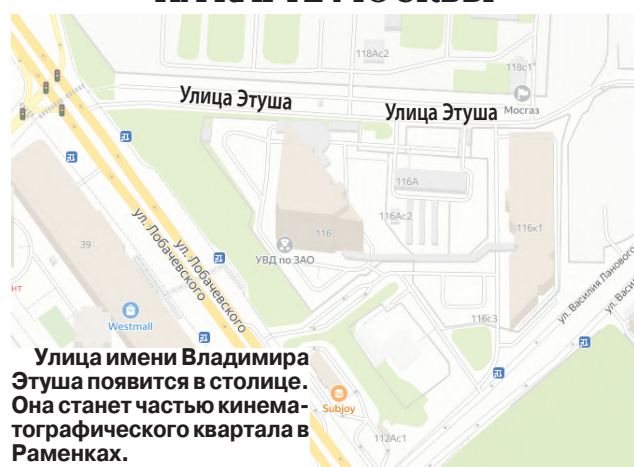 118Ас2
118с1
Улица Этуша
Улица Этуша
Мосгаз
116А
116Ас2
116
116к1
УВД по ЗАО
39
ул. Лобачевского
ул. Лобачевского
Westmall
ул. Василия Ланового
116с3
Subjoy
112Ас1
Улица имени Владимира
Этуша появится в столице.
Она станет частью кинема-
тографического квартала в
Раменках.